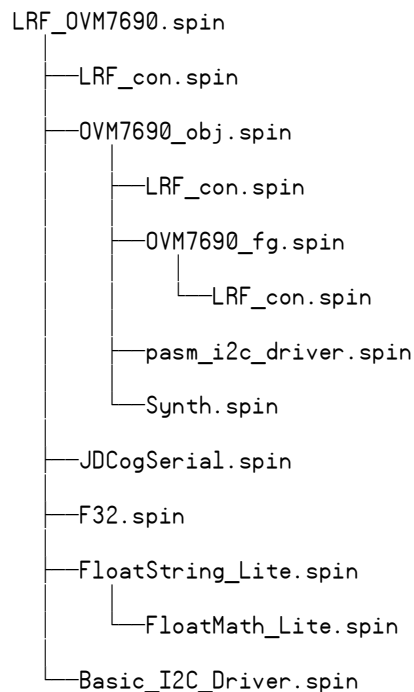 LRF_OVM7690.spin
LRF_con.spin
OVM7690_obj.spin
LRF_con.spin
OVM7690_fg.spin
LRF_con.spin
pasm_i2c_driver.spin
Synth.spin
JDCogSerial.spin
F32.spin
FloatString_Lite.spin
FloatMath_Lite.spin
Basic_I2C_Driver.spin